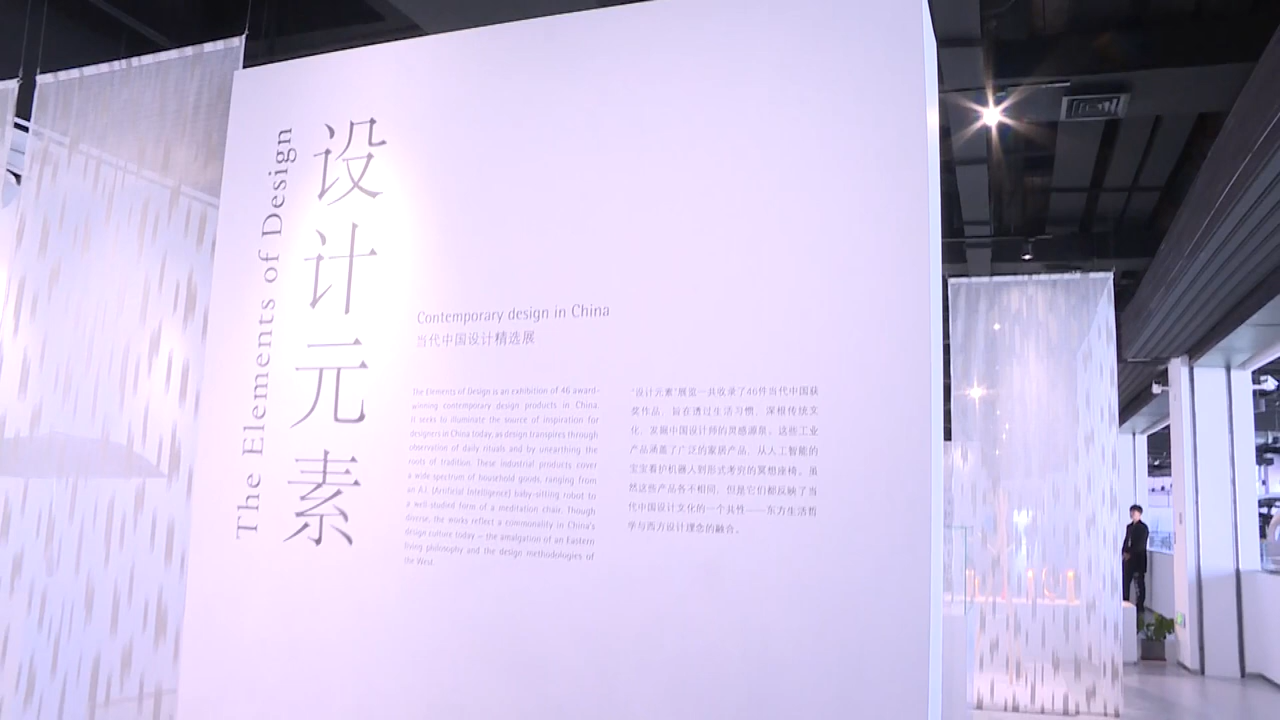 The Elements of Design
设计元素
Contemporary design in China
当代中国设计精选展
The Elements of Design is an exhibition of 46 award-
winning contemporary design products in China.
It seeks to illuminate the source of inspiration for
designers in China today, as design transpires through
observation of daily rituals and by unearthing the
roots of tradition. These industrial products cover
a wide spectrum of household goods, ranging from
an A.I. (Artificial Intelligence) baby-sitting robot to
a well-studied form of a meditation chair. Though
diverse, the works reflect a communality in China's
design culture today — the amalgation of an Eastern
living philosophy and the design methodologies of
the West.
“设计元素”展览一共收录了46件当代中国获
奖作品，旨在透过生活习惯、深根传统文
化，发掘中国设计师的灵感源泉。这些工业
产品涵盖了广泛的家居产品，从人工智能的
宝宝看护机器人到形式考究的冥想座椅。虽
然这些产品各不相同，但是它们都反映了当
代中国设计文化的一个共性——东方生活哲
学与西方设计理念的融合。